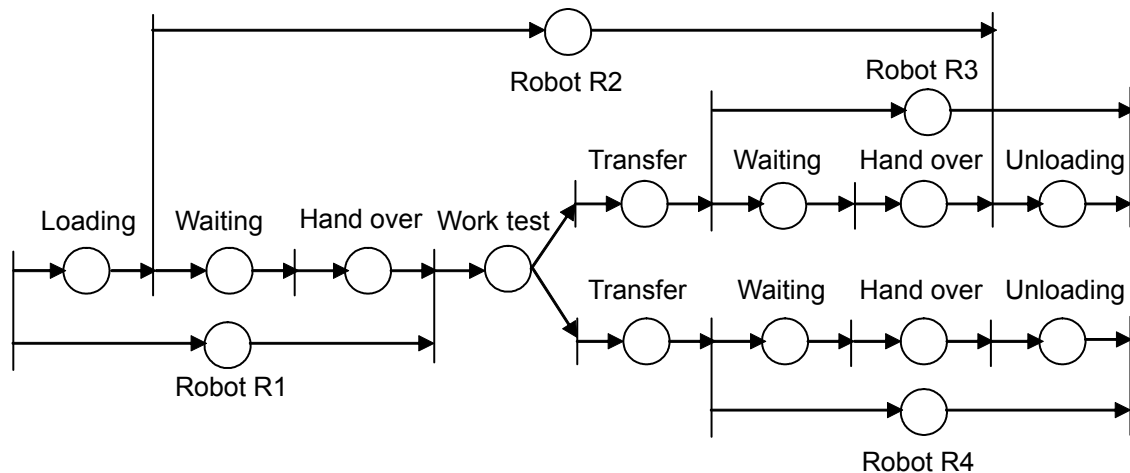 Robot R2
Robot R3
Transfer Waiting Hand over Unloading
Loading Waiting Hand over Work test
Transfer Waiting Hand over Unloading
Robot R1
Robot R4